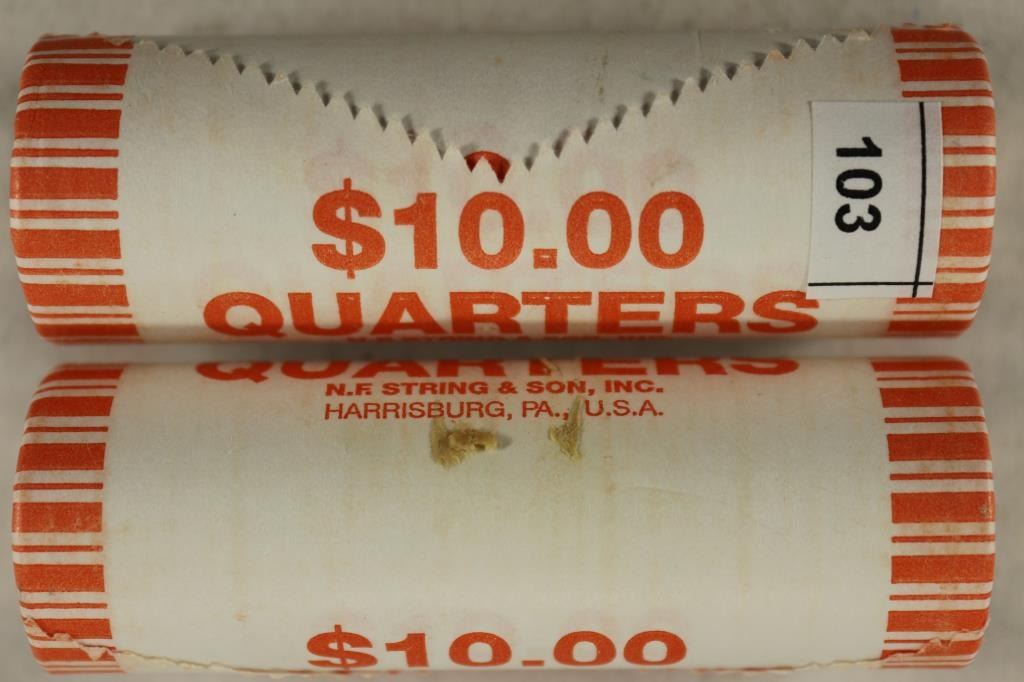 $10.00
QUARTERS
103
QUARTERS
N.F. STRING & SON, INC.
HARRISBURG, PA., U.S.A.
$10.00